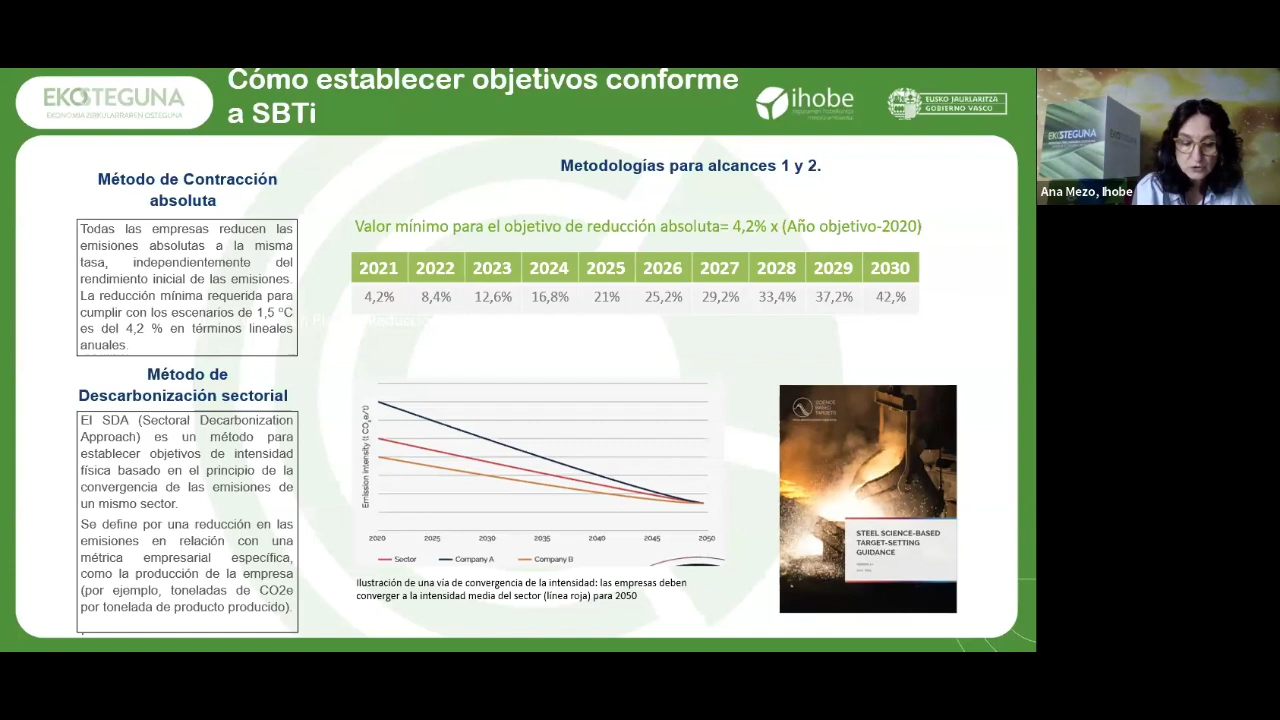 Cómo establecer objetivos conforme
a SBTi
EKOSTEGUNA
EKONOMIA ZIRKULARRAREN OSTEGUNA
ihobe
EUSKO JAURLARITZA
GOBIERNO VASCO
Ana Mezo, Ihobe
Metodologías para alcances 1 y 2.
Método de Contracción
absoluta
Todas las empresas reducen las
emisiones absolutas a la misma
tasa, independientemente del
rendimiento inicial de las emisiones.
La reducción mínima requerida para
cumplir con los escenarios de 1,5 ºC
es del 4,2 % en términos lineales
anuales.
Método de
Descarbonización sectorial
El SDA (Sectoral Decarbonization
Approach) es un método para
establecer objetivos de intensidad
física basado en el principio de la
convergencia de las emisiones de
un mismo sector.
Se define por una reducción en las
emisiones en relación con una
métrica empresarial específica,
como la producción de la empresa
(por ejemplo, toneladas de CO2e
por tonelada de producto producido).
Valor mínimo para el objetivo de reducción absoluta= 4,2% x (Año objetivo-2020)
2021 2022 2023 2024 2025 2026 2027 2028 2029 2030
4,2% 8,4% 12,6% 16,8% 21% 25,2% 29,2% 33,4% 37,2% 42,%
Emission intensity (t CO2e/t)
2020 2025 2030 2035 2040 2045 2050
Sector Company A Company B
Ilustración de una vía de convergencia de la intensidad: las empresas deben
converger a la intensidad media del sector (línea roja) para 2050
SCIENCE
BASED
TARGETS
STEEL SCIENCE-BASED
TARGET-SETTING
GUIDANCE